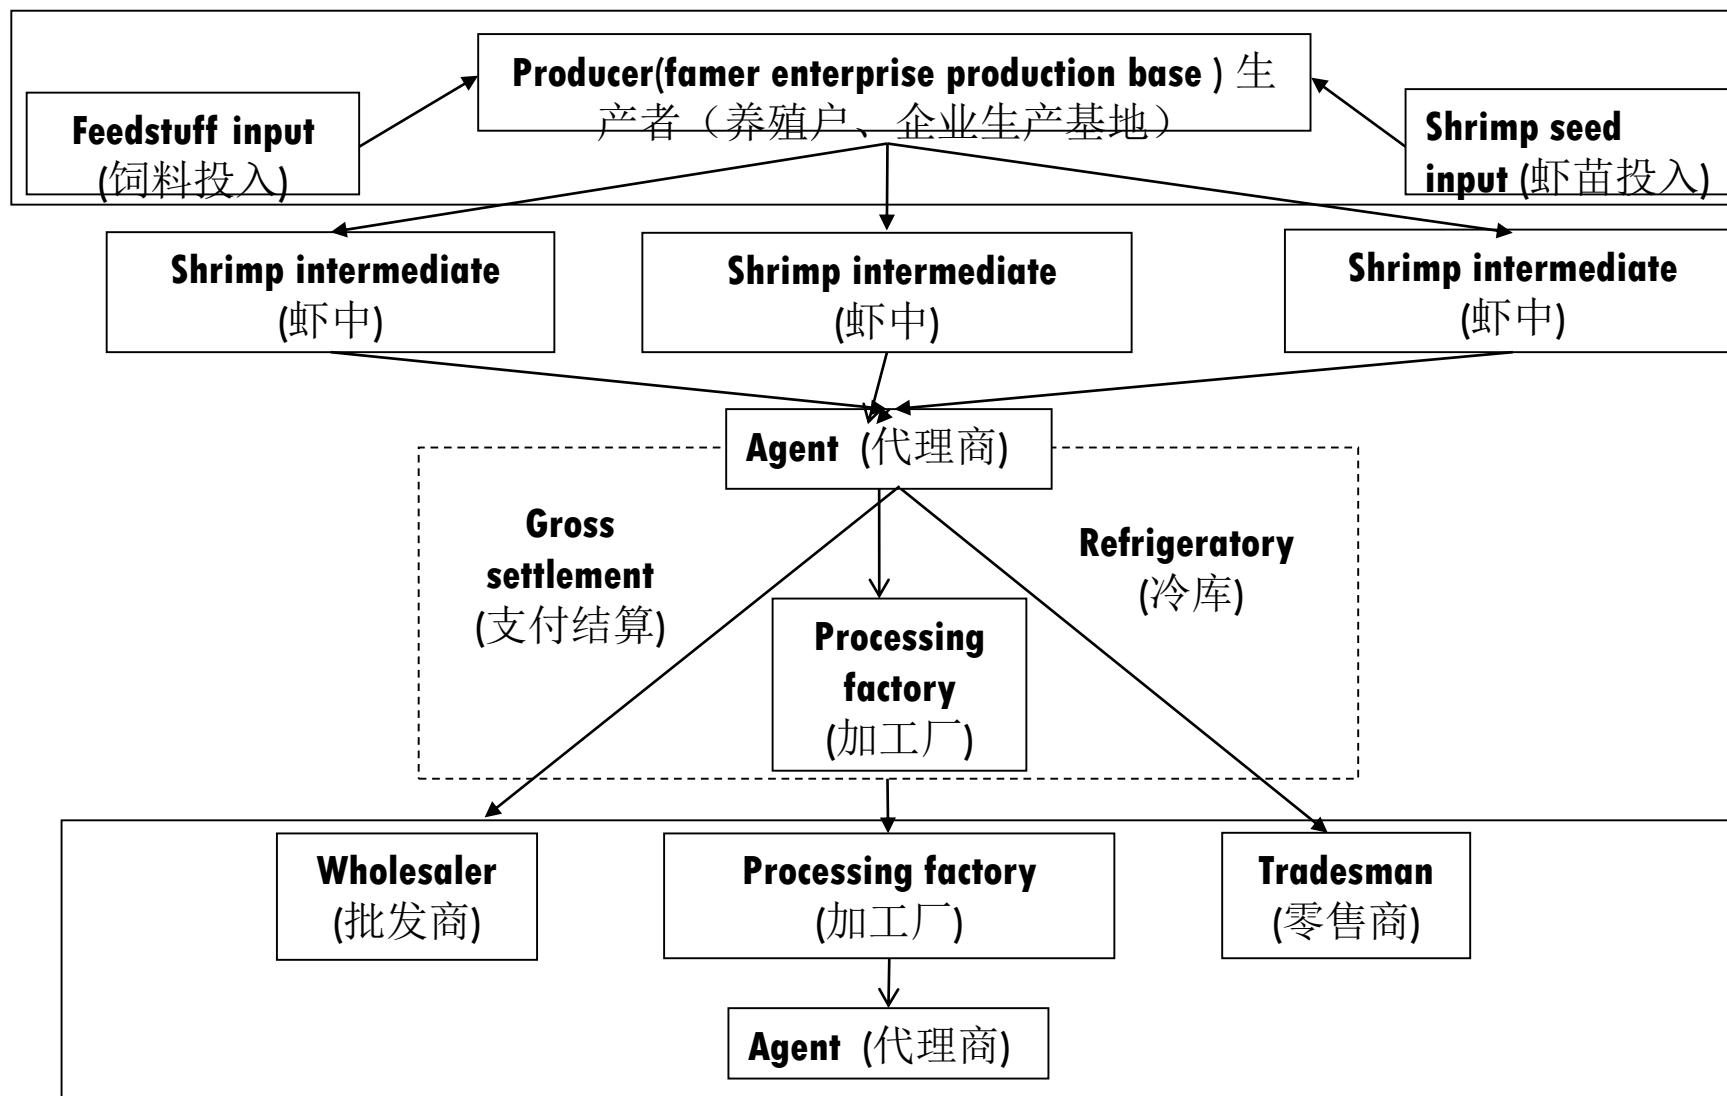 Producer(famer enterprise production base ) 生
产者（养殖户、企业生产基地）
Feedstuff input
(饲料投入)
Shrimp seed
input (虾苗投入)
Shrimp intermediate
(虾中)
Shrimp intermediate
(虾中)
Shrimp intermediate
(虾中)
Agent (代理商)
Gross
settlement
(支付结算)
Refrigeratory
(冷库)
Processing
factory
(加工厂)
Wholesaler
(批发商)
Processing factory
(加工厂)
Tradesman
(零售商)
Agent (代理商)